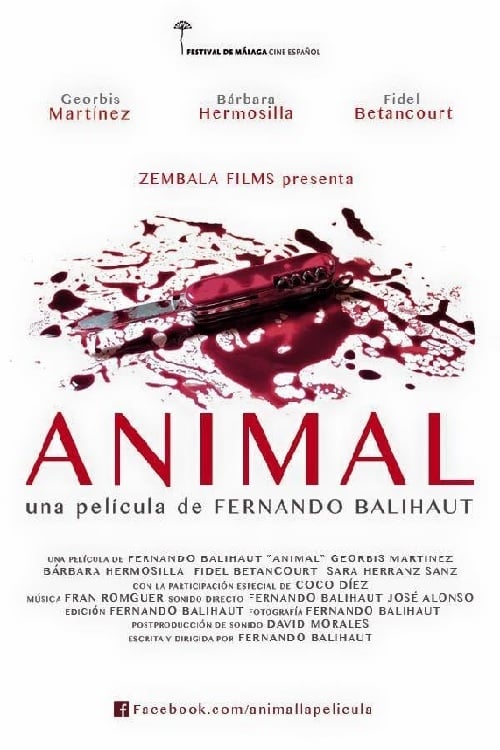 FESTIVAL DE MÁLAGA CINE ESPAÑOL
Georbis Bárbara Fidel
Martínez Hermosilla Betancourt
ZEMBALA FILMS presenta
ANIMAL
una película de FERNANDO BALIHAUT
UNA PELÍCULA DE FERNANDO BALIHAUT "ANIMAL" GEORBIS MARTÍNEZ
BÁRBARA HERMOSILLA FIDEL BETANCOURT SARA HERRANZ SANZ
CON LA PARTICIPACIÓN ESPECIAL DE COCO DÍEZ
MÚSICA FRAN ROMGUER SONIDO DIRECTO FERNANDO BALIHAUT JOSÉ ALONSO
EDICIÓN FERNANDO BALIHAUT FOTOGRAFÍA FERNANDO BALIHAUT
POSTPRODUCCIÓN DE SONIDO DAVID MORALES
ESCRITA Y DIRIGIDA POR FERNANDO BALIHAUT
Facebook.com/animallapelicula